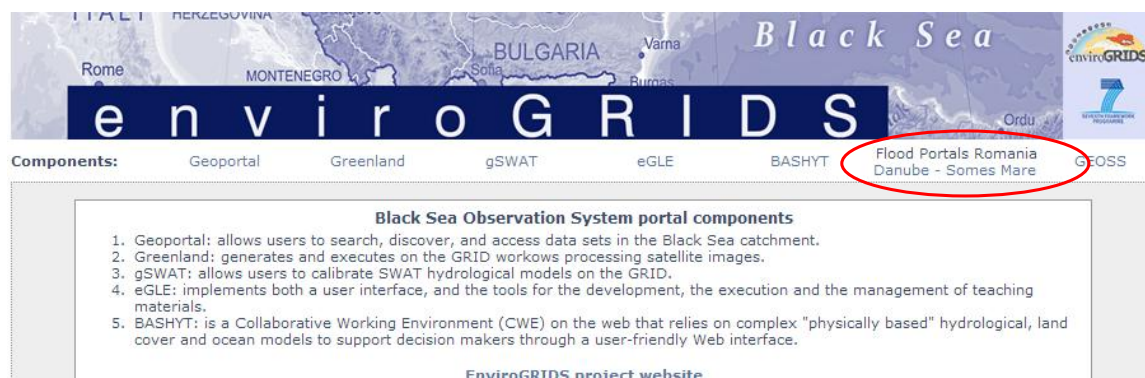 ITALY HERZEGOVINA
Black Sea
BULGARIA Varna
Rome
Sofia
MONTENEGRO
Burgas
enviroGRIDS
enviroGRIDS
7
SEVENTH FRAMEWORK
PROGRAMME
Ordu
Components: Geoportal Greenland gSWAT eGLE BASHYT Flood Portals Romania GEOSS
Danube - Somes Mare
Black Sea Observation System portal components
1. Geoportal: allows users to search, discover, and access data sets in the Black Sea catchment.
2. Greenland: generates and executes on the GRID workows processing satellite images.
3. gSWAT: allows users to calibrate SWAT hydrological models on the GRID.
4. eGLE: implements both a user interface, and the tools for the development, the execution and the management of teaching
materials.
5. BASHYT: is a Collaborative Working Environment (CWE) on the web that relies on complex "physically based" hydrological, land
cover and ocean models to support decision makers through a user-friendly Web interface.
EnviroGRIDS project website